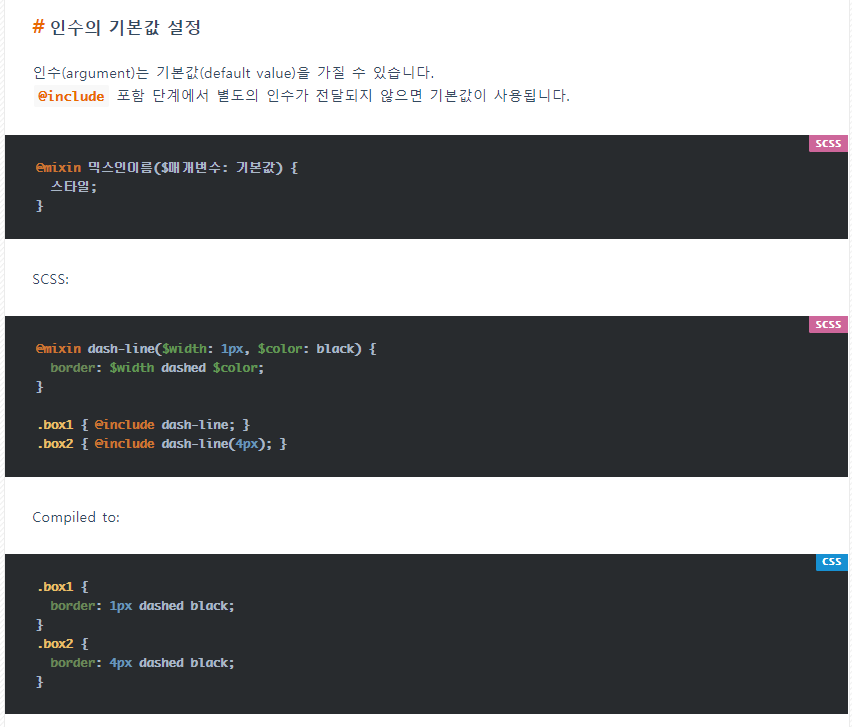 # 인수의 기본값 설정
인수(argument)는 기본값(default value)을 가질 수 있습니다.
@include 포함 단계에서 별도의 인수가 전달되지 않으면 기본값이 사용됩니다.
SCSS
@mixin 믹스인이름($매개변수: 기본값) {
  스타일;
}
SCSS:
SCSS
@mixin dash-line($width: 1px, $color: black) {
  border: $width dashed $color;
}

.box1 { @include dash-line; }
.box2 { @include dash-line(4px); }
Compiled to:
CSS
.box1 {
  border: 1px dashed black;
}
.box2 {
  border: 4px dashed black;
}